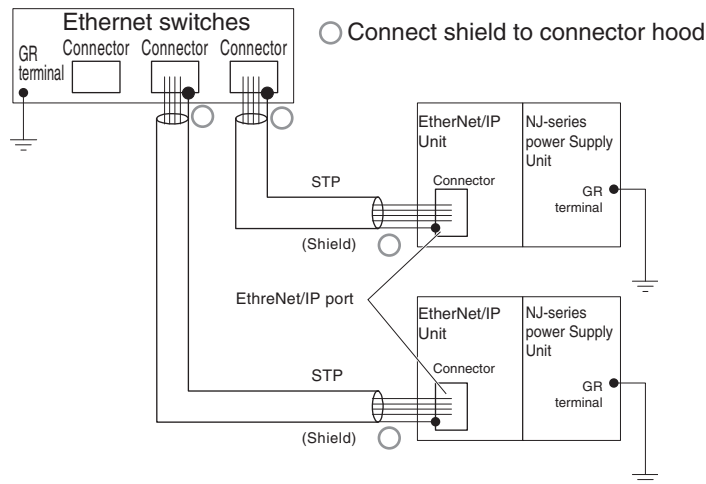 Ethernet switches
Connect shield to connector hood
GR
terminal
Connector Connector Connector
EtherNet/IP
Unit
NJ-series
power Supply
Unit
Connector
GR
terminal
STP
(Shield)
EthreNet/IP port
EtherNet/IP
Unit
NJ-series
power Supply
Unit
Connector
GR
terminal
STP
(Shield)